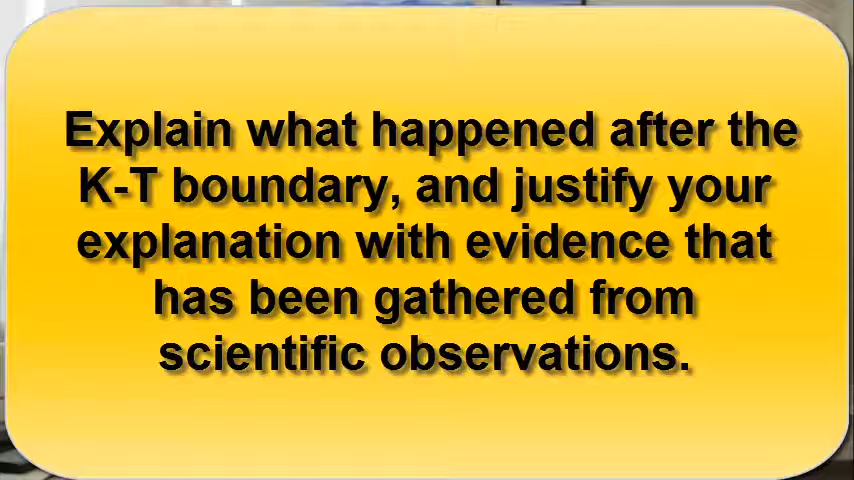 Explain what happened after the
K-T boundary, and justify your
explanation with evidence that
has been gathered from
scientific observations.